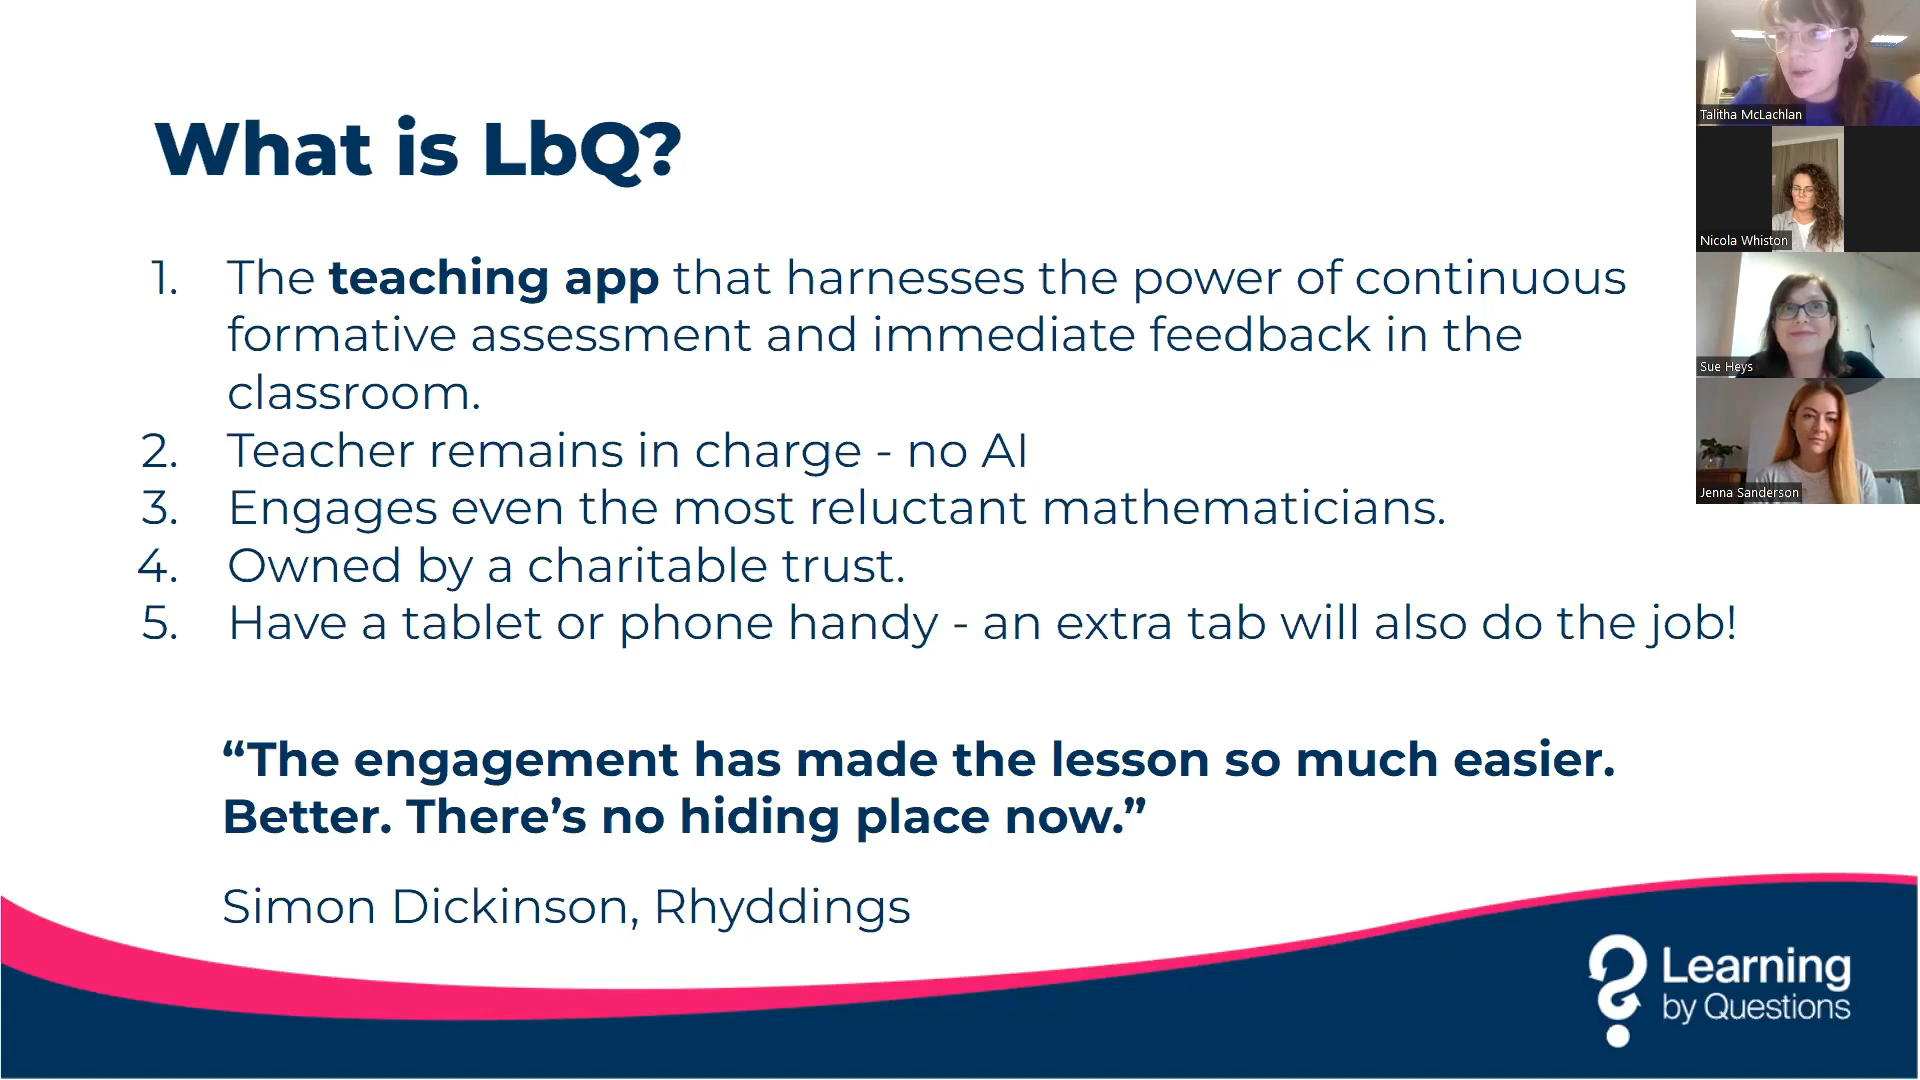 What is LbQ?
1. The teaching app that harnesses the power of continuous
formative assessment and immediate feedback in the
classroom.
2. Teacher remains in charge - no AI
3. Engages even the most reluctant mathematicians.
4. Owned by a charitable trust.
5. Have a tablet or phone handy - an extra tab will also do the job!
“The engagement has made the lesson so much easier.
Better. There’s no hiding place now.”
Simon Dickinson, Rhyddings
Learning
by Questions
Talitha McLachlan
Nicola Whiston
Sue Heys
Jenna Sanderson